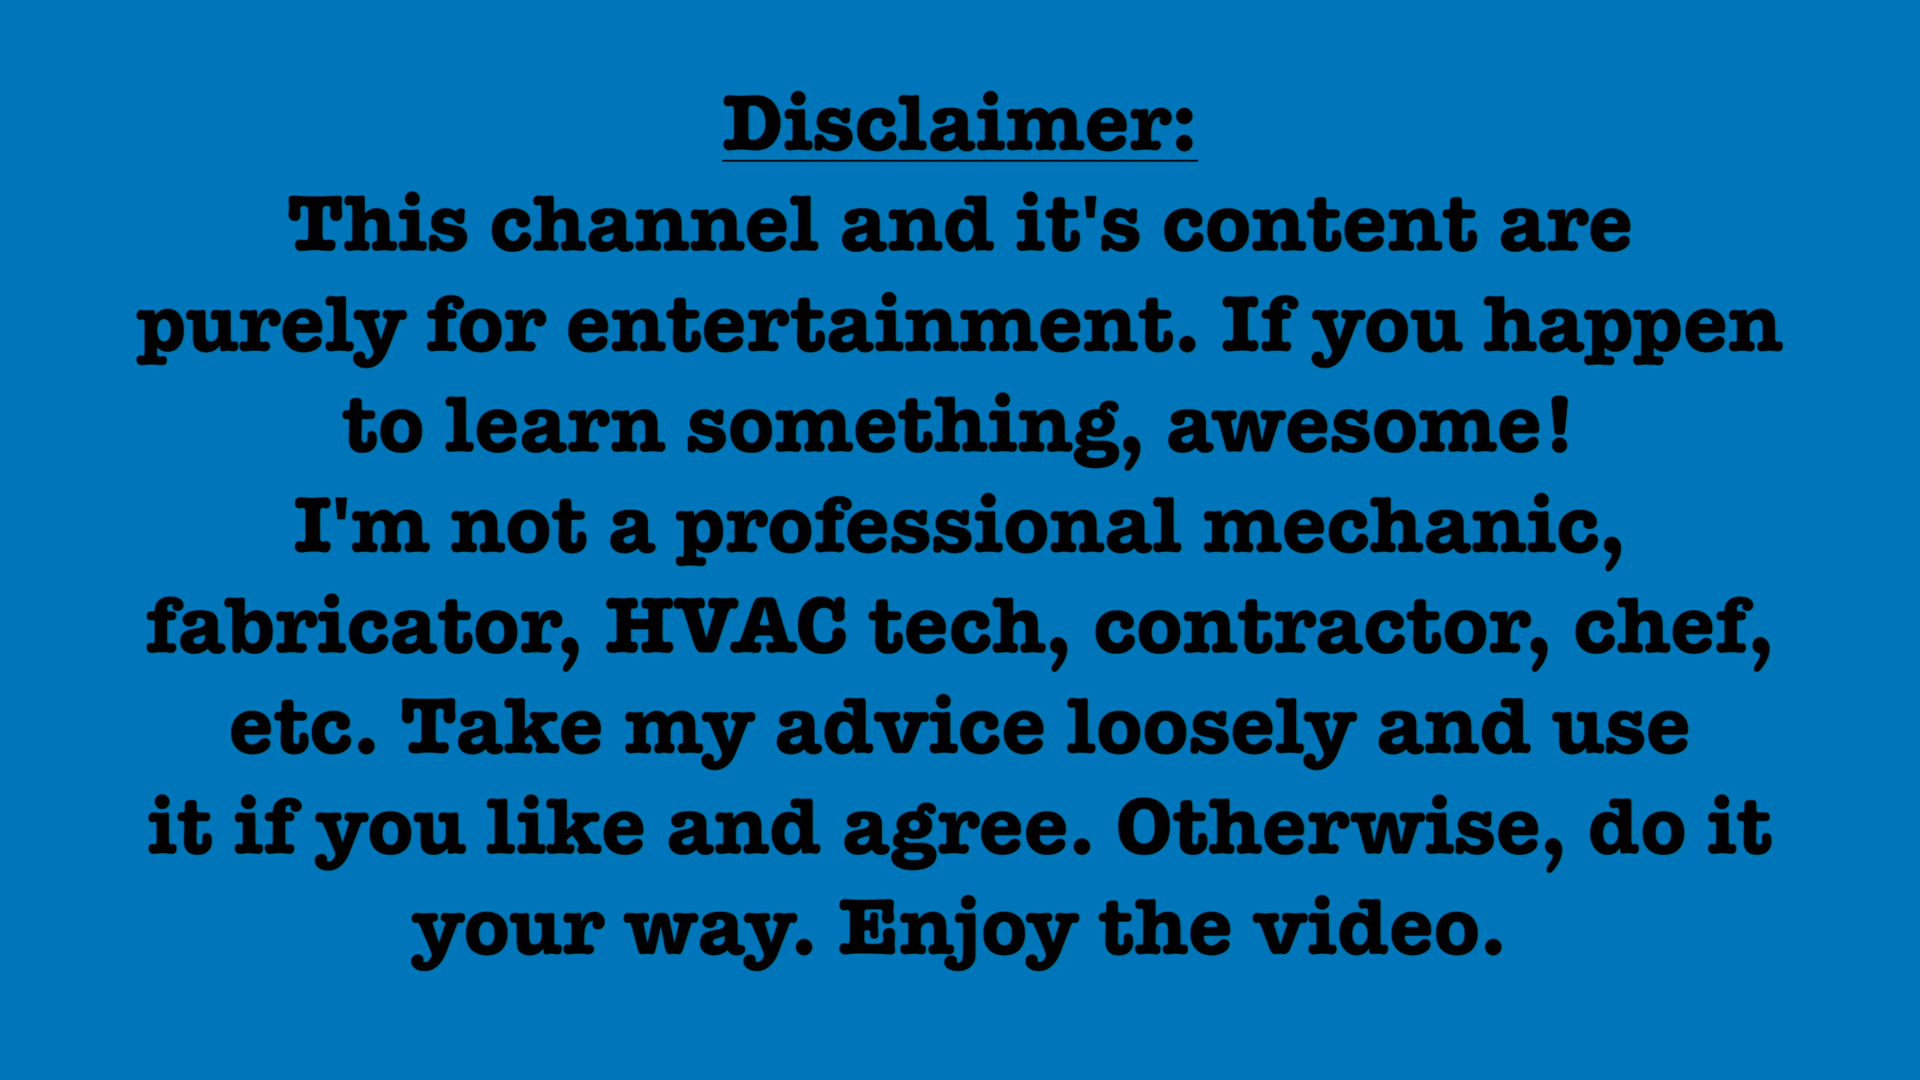 Disclaimer:
This channel and it's content are
purely for entertainment. If you happen
to learn something, awesome!
I'm not a professional mechanic,
fabricator, HVAC tech, contractor, chef,
etc. Take my advice loosely and use
it if you like and agree. Otherwise, do it
your way. Enjoy the video.